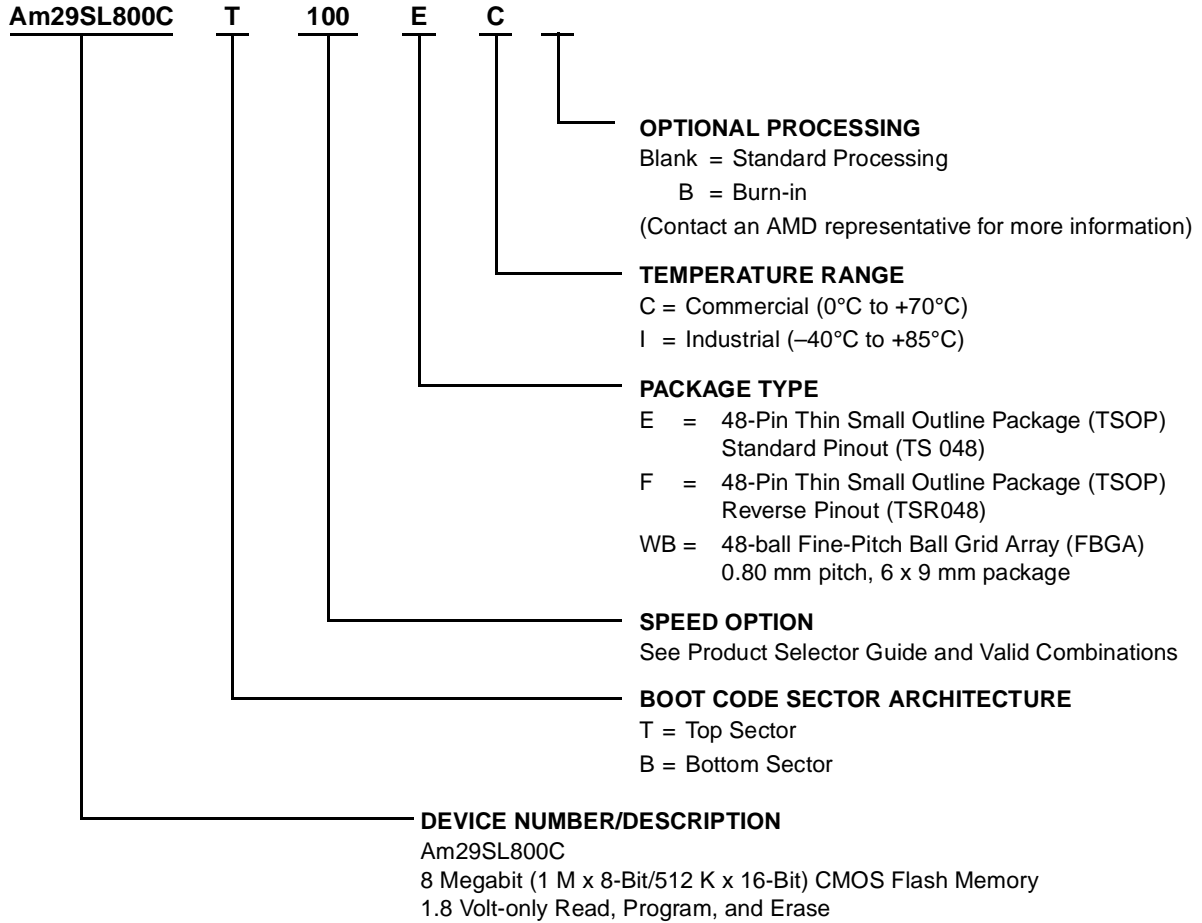 Am29SL800C T 100 E C
OPTIONAL PROCESSING
Blank = Standard Processing
B = Burn-in
(Contact an AMD representative for more information)
TEMPERATURE RANGE
C = Commercial (0°C to +70°C)
I = Industrial (–40°C to +85°C)
PACKAGE TYPE
E = 48-Pin Thin Small Outline Package (TSOP)
Standard Pinout (TS 048)
F = 48-Pin Thin Small Outline Package (TSOP)
Reverse Pinout (TSR048)
WB = 48-ball Fine-Pitch Ball Grid Array (FBGA)
0.80 mm pitch, 6 x 9 mm package
SPEED OPTION
See Product Selector Guide and Valid Combinations
BOOT CODE SECTOR ARCHITECTURE
T = Top Sector
B = Bottom Sector
DEVICE NUMBER/DESCRIPTION
Am29SL800C
8 Megabit (1 M x 8-Bit/512 K x 16-Bit) CMOS Flash Memory
1.8 Volt-only Read, Program, and Erase